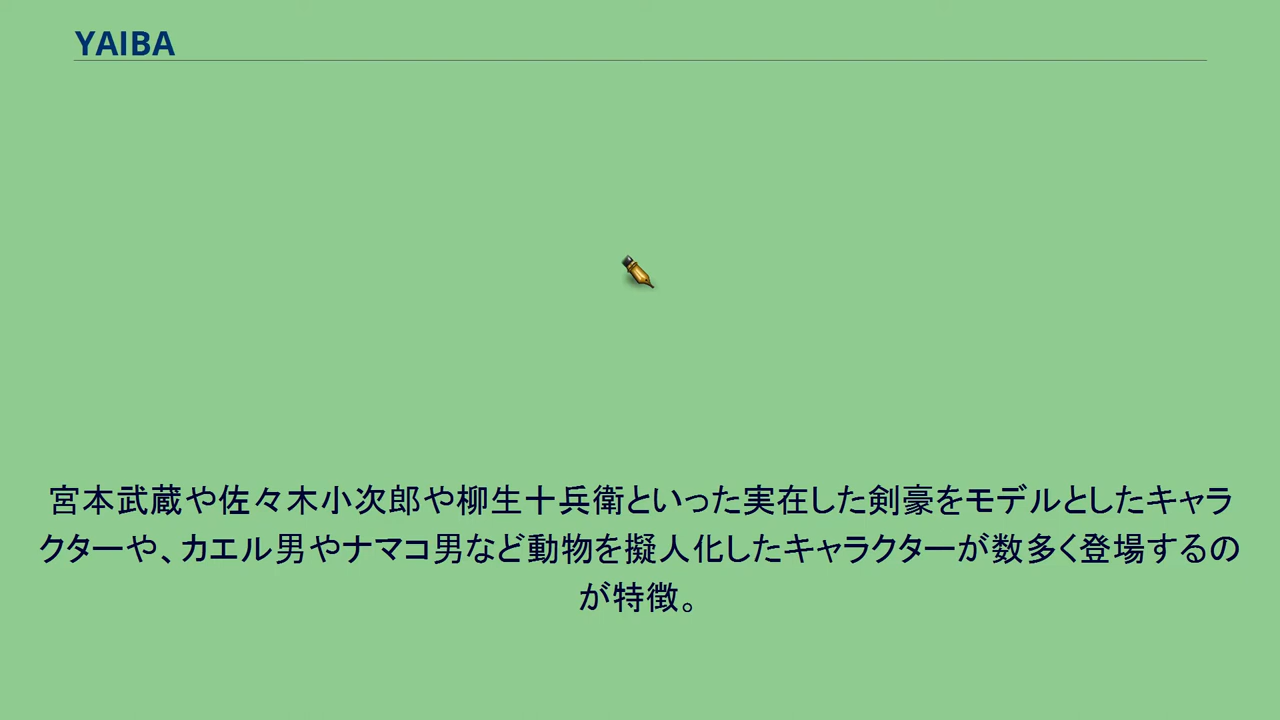 YAIBA
宮本武蔵や佐々木小次郎や柳生十兵衛といった実在した剣豪をモデルとしたキャラ
クターや、カエル男やナマコ男など動物を擬人化したキャラクターが数多く登場するの
が特徴。